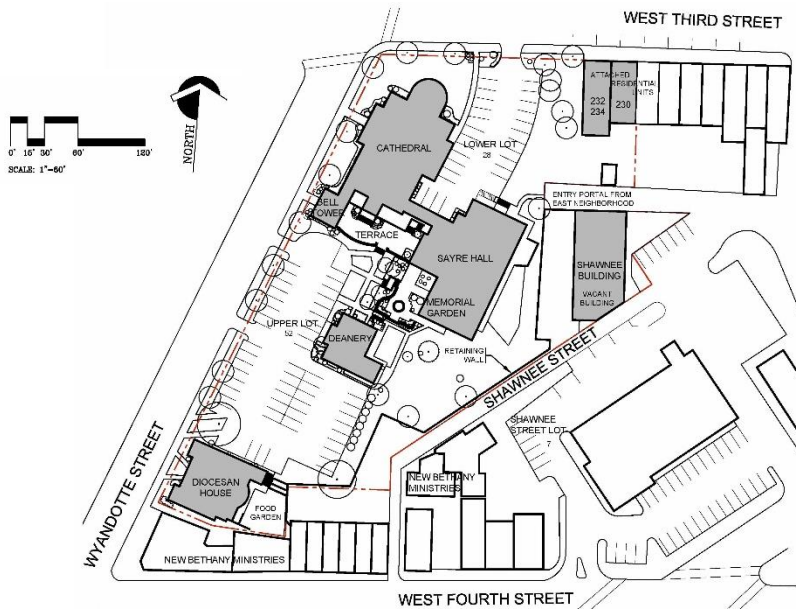 WEST THIRD STREET
0' 15' 30' 60' 120'
SCALE: 1"-60'
NORTH
ATTACHED
RESIDENTIAL
UNITS
232
234
230
CATHEDRAL
LOWER LOT
28
ENTRY PORTAL FROM
EAST NEIGHBORHOOD
BELL
TOWER
TERRACE
SAYRE HALL
SHAWNEE
BUILDING
VACANT
BUILDING
MEMORIAL
GARDEN
UPPER LOT
52
DEANERY
RETAINING
WALL
SHAWNEE STREET
SHAWNEE
STREET LOT
7
WYANDOTTE STREET
DIOCESAN
HOUSE
FOOD
GARDEN
NEW BETHANY
MINISTRIES
NEW BETHANY MINISTRIES
WEST FOURTH STREET